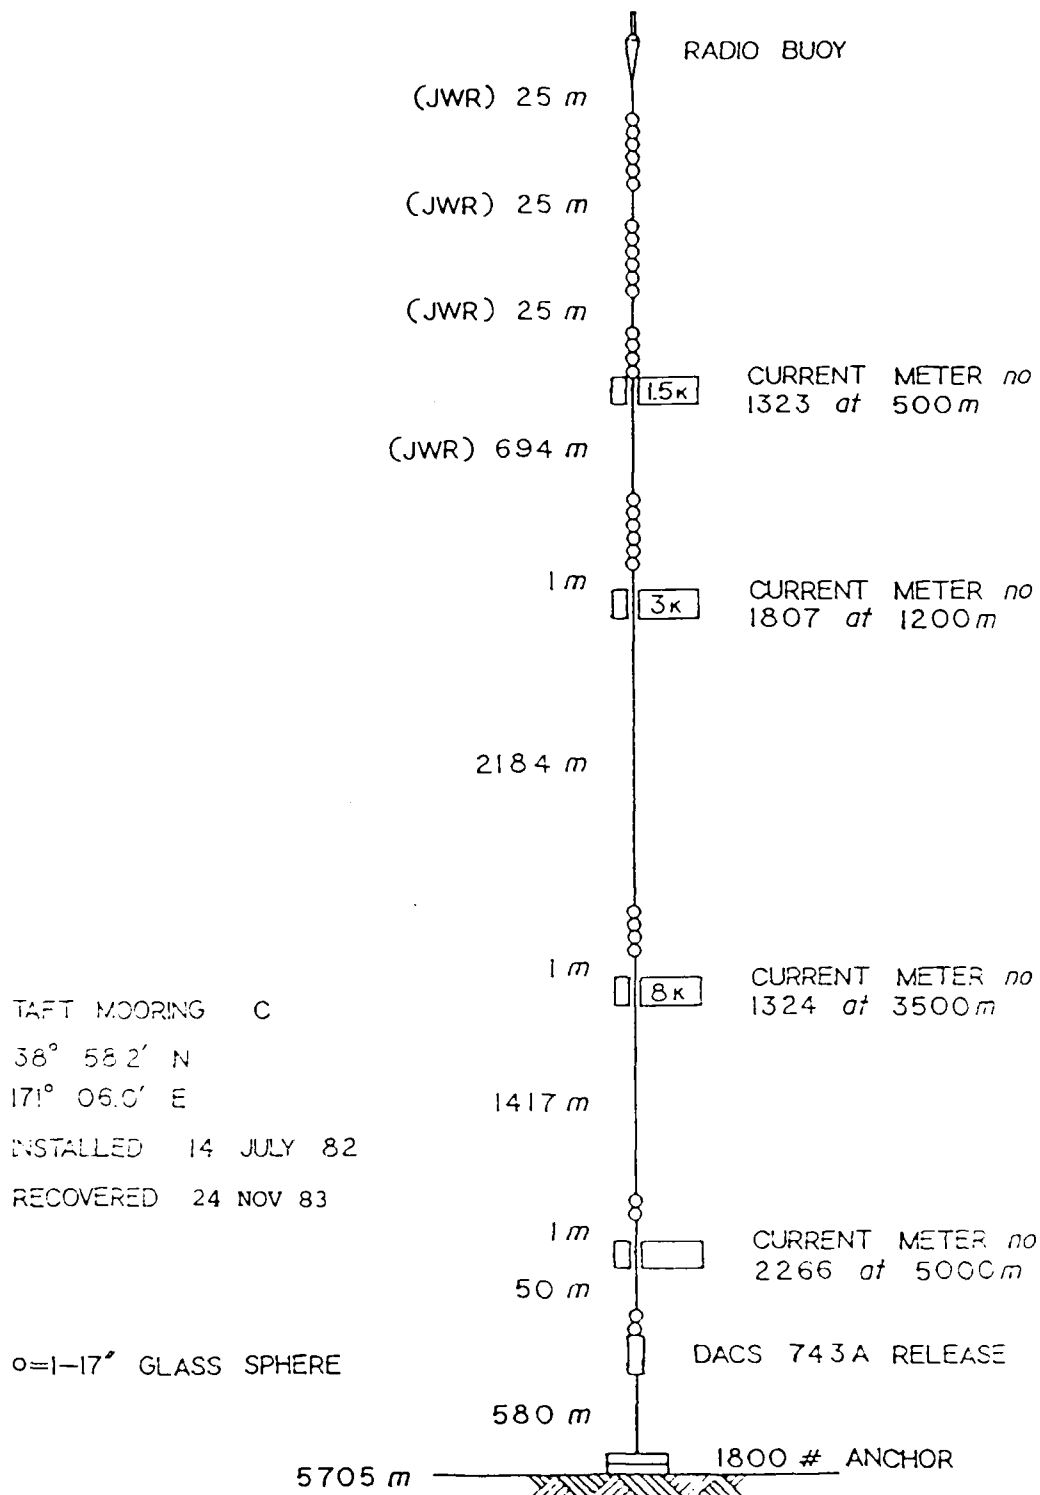 RADIO BUOY
(JWR) 25 m
(JWR) 25 m
(JWR) 25 m
1.5K
CURRENT METER no
1323 at 500m
(JWR) 694 m
1 m
3K
CURRENT METER no
1807 at 1200m
2184 m
1 m
8K
CURRENT METER no
1324 at 3500m
TAFT MOORING C
38° 58.2′ N
171° 06.0′ E
INSTALLED 14 JULY 82
RECOVERED 24 NOV 83
1417 m
1 m
CURRENT METER no
2266 at 5000m
50 m
o=1-17″ GLASS SPHERE
DACS 743A RELEASE
580 m
1800 # ANCHOR
5705 m